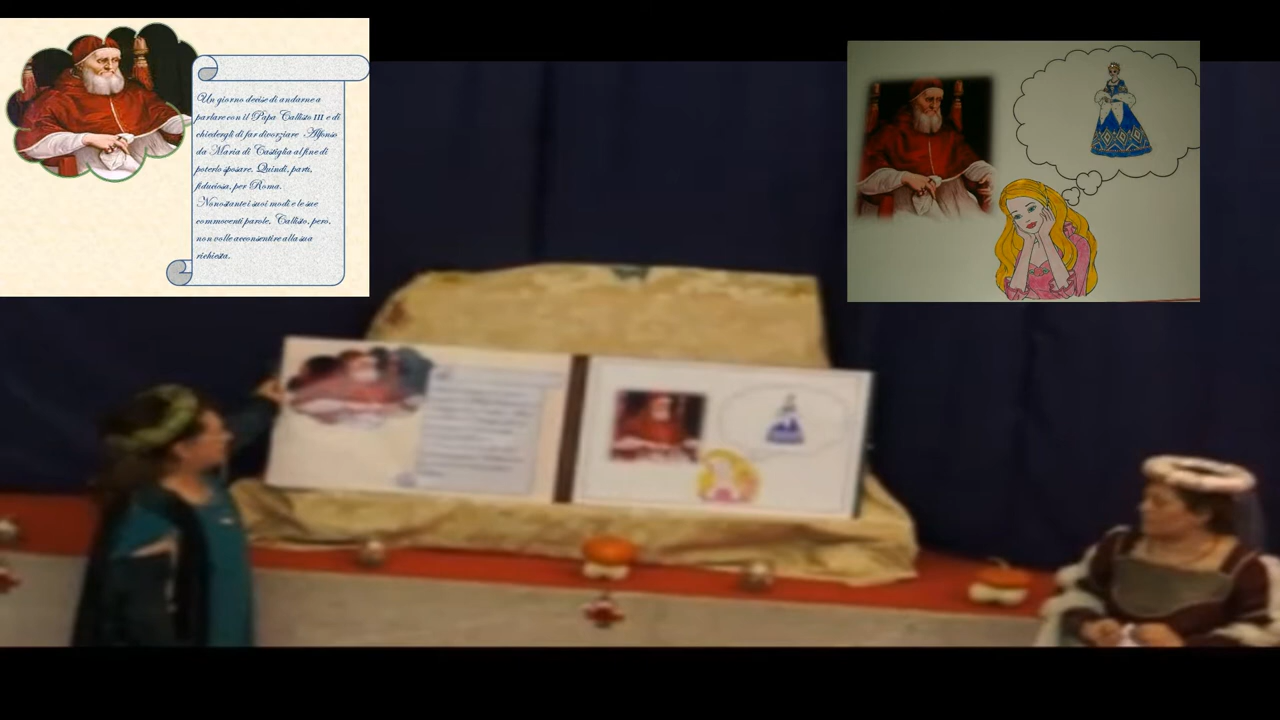 Un giorno decise di andarne a
parlare con il Papa Callisto III e di
chiedergli di far divorziare Alfonso
da Maria di Castiglia al fine di
poterlo sposare. Quindi, partì,
fiduciosa, per Roma.
Nonostante i suoi modi e le sue
commoventi parole, Callisto, però,
non volle acconsentire alla sua
richiesta.